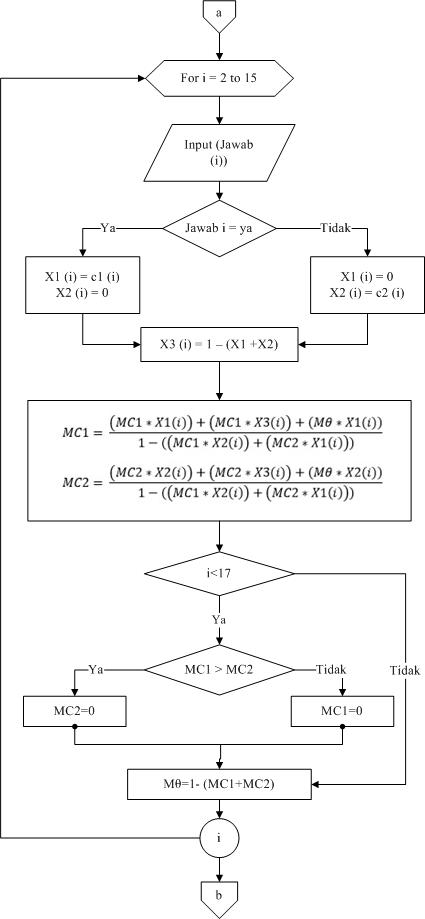 a
For i = 2 to 15
Input (Jawab
(i))
Jawab i = ya
Ya
Tidak
X1 (i) = c1 (i)
X2 (i) = 0
X1 (i) = 0
X2 (i) = c2 (i)
X3 (i) = 1 – (X1 +X2)
MC1 = (MC1 * X1(i)) + (MC1 * X3(i)) + (Mθ * X1(i))
1 − ((MC1 * X2(i)) + (MC2 * X1(i)))
MC2 = (MC2 * X2(i)) + (MC2 * X3(i)) + (Mθ * X2(i))
1 − ((MC1 * X2(i)) + (MC2 * X1(i)))
i<17
Ya
Tidak
MC1 > MC2
Ya
Tidak
MC2=0
MC1=0
Mθ=1- (MC1+MC2)
i
b